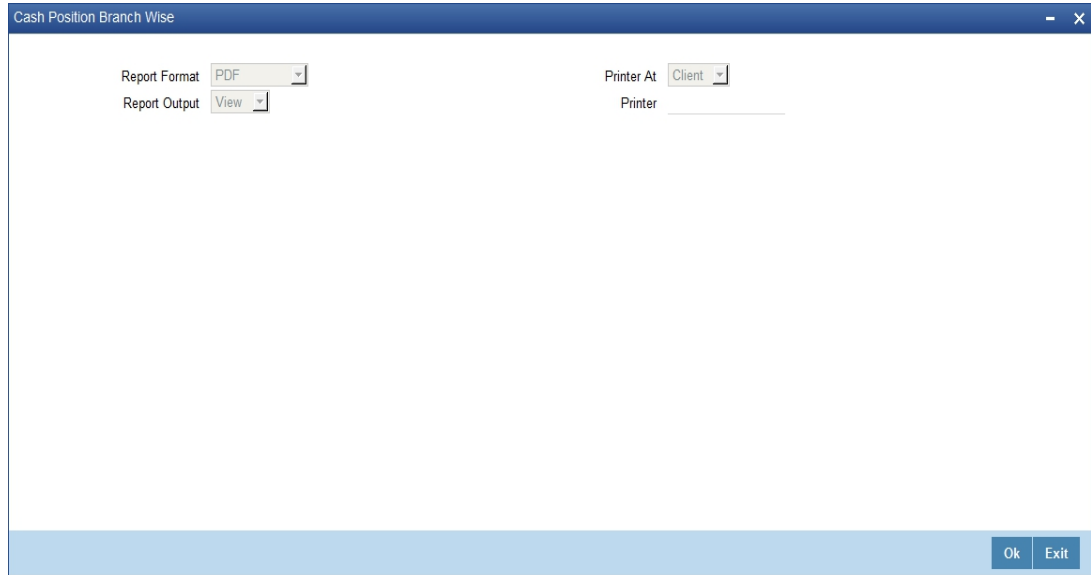 Cash Position Branch Wise
Report Format PDF Printer At Client
Report Output View Printer
Ok Exit